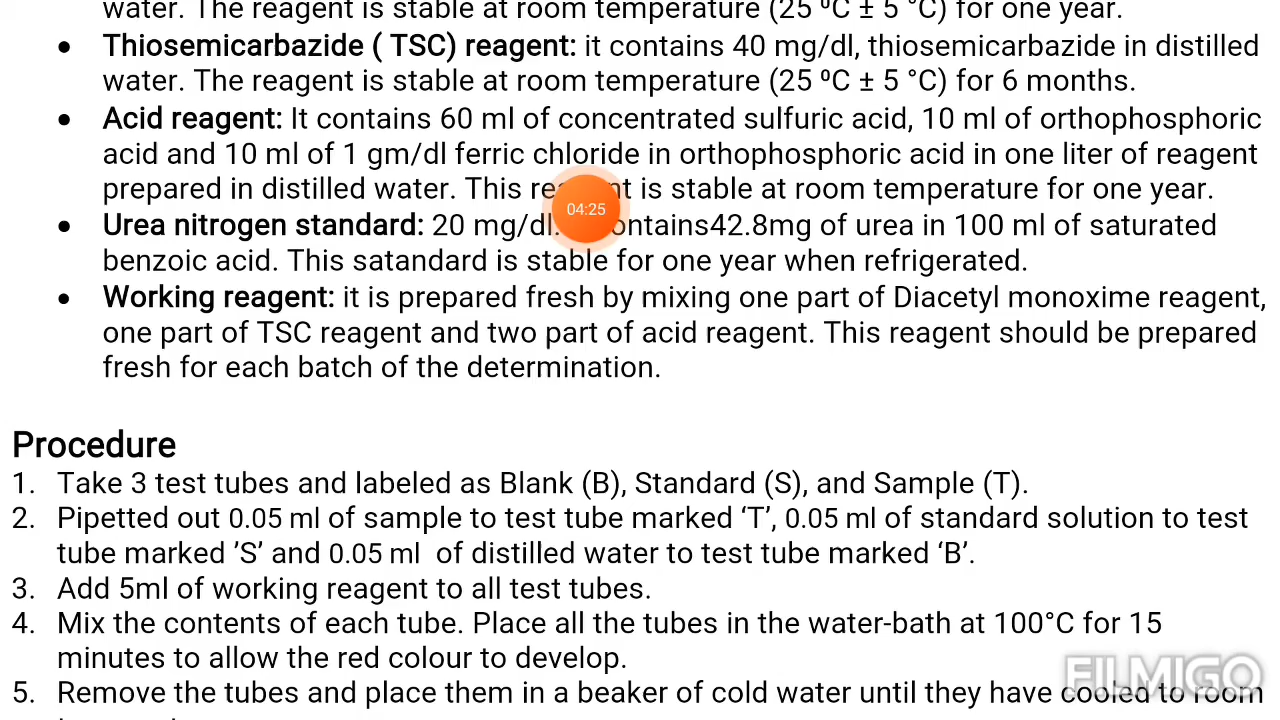 water. The reagent is stable at room temperature (25 ⁰C ± 5 °C) for one year.
• Thiosemicarbazide ( TSC) reagent: it contains 40 mg/dl, thiosemicarbazide in distilled
water. The reagent is stable at room temperature (25 ⁰C ± 5 °C) for 6 months.
• Acid reagent: It contains 60 ml of concentrated sulfuric acid, 10 ml of orthophosphoric
acid and 10 ml of 1 gm/dl ferric chloride in orthophosphoric acid in one liter of reagent
prepared in distilled water. This is stable at room temperature for one year.
04:25
• Urea nitrogen standard: 20 mg/dl. ontains42.8mg of urea in 100 ml of saturated
benzoic acid. This satandard is stable for one year when refrigerated.
• Working reagent: it is prepared fresh by mixing one part of Diacetyl monoxime reagent,
one part of TSC reagent and two part of acid reagent. This reagent should be prepared
fresh for each batch of the determination.
Procedure
1. Take 3 test tubes and labeled as Blank (B), Standard (S), and Sample (T).
2. Pipetted out 0.05 ml of sample to test tube marked ‘T’, 0.05 ml of standard solution to test
tube marked ’S’ and 0.05 ml of distilled water to test tube marked ‘B’.
3. Add 5ml of working reagent to all test tubes.
4. Mix the contents of each tube. Place all the tubes in the water-bath at 100°C for 15
minutes to allow the red colour to develop.
5. Remove the tubes and place them in a beaker of cold water until they have cooled to room
FILMIGO